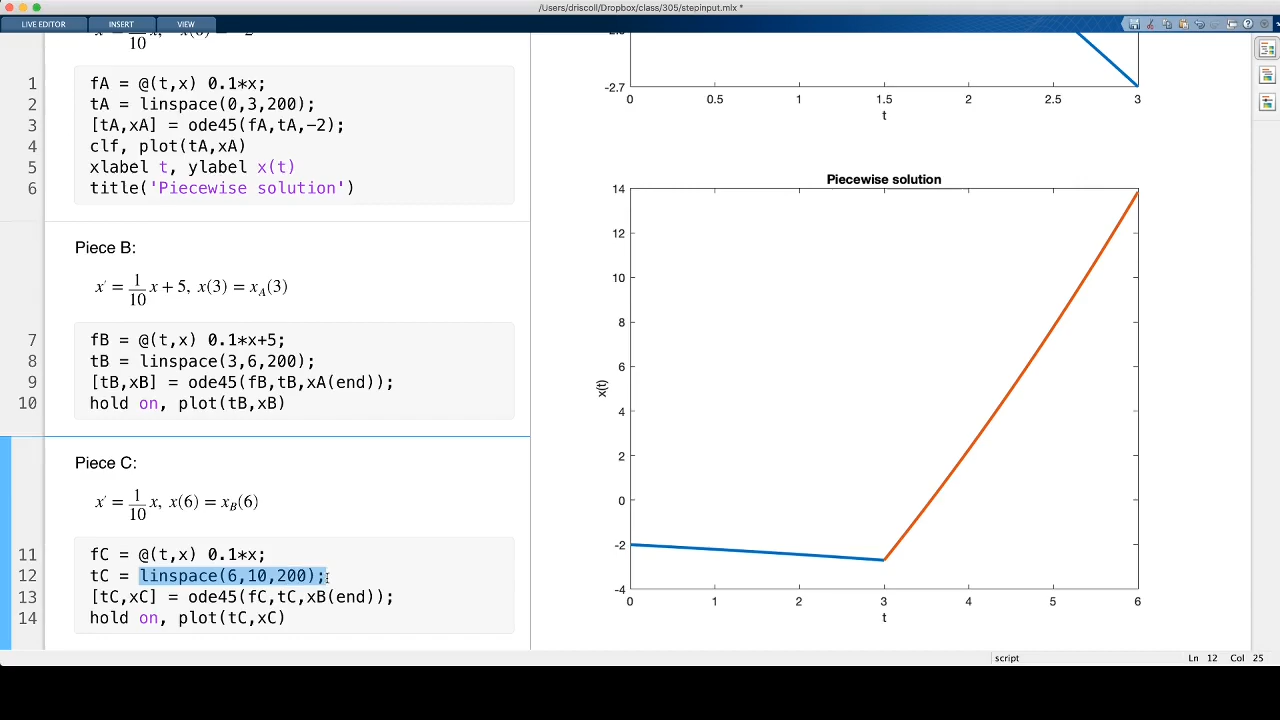 /Users/driscoll/Dropbox/class/305/stepinput.mlx *
LIVE EDITOR INSERT VIEW
10
1 fA = @(t,x) 0.1*x;
2 tA = linspace(0,3,200);
3 [tA,xA] = ode45(fA,tA,-2);
4 clf, plot(tA,xA)
5 xlabel t, ylabel x(t)
6 title('Piecewise solution')
Piece B:
x' = 1/10 x + 5, x(3) = x_A(3)
7 fB = @(t,x) 0.1*x+5;
8 tB = linspace(3,6,200);
9 [tB,xB] = ode45(fB,tB,xA(end));
10 hold on, plot(tB,xB)
Piece C:
x' = 1/10 x, x(6) = x_B(6)
11 fC = @(t,x) 0.1*x;
12 tC = linspace(6,10,200);
13 [tC,xC] = ode45(fC,tC,xB(end));
14 hold on, plot(tC,xC)
-2.7
0 0.5 1 1.5 2 2.5 3
t
Piecewise solution
14
12
10
8
6
4
2
0
-2
-4
x(t)
0 1 2 3 4 5 6
t
script Ln 12 Col 25